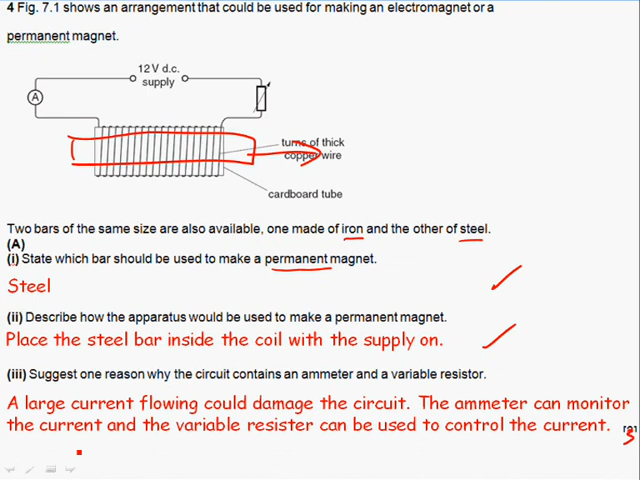 4 Fig. 7.1 shows an arrangement that could be used for making an electromagnet or a
permanent magnet.
12 V d.c.
supply
A
turns of thick
copper wire
cardboard tube
Two bars of the same size are also available, one made of iron and the other of steel.
(A)
(i) State which bar should be used to make a permanent magnet.
Steel
(ii) Describe how the apparatus would be used to make a permanent magnet.
Place the steel bar inside the coil with the supply on.
(iii) Suggest one reason why the circuit contains an ammeter and a variable resistor.
A large current flowing could damage the circuit. The ammeter can monitor
the current and the variable resister can be used to control the current.
3